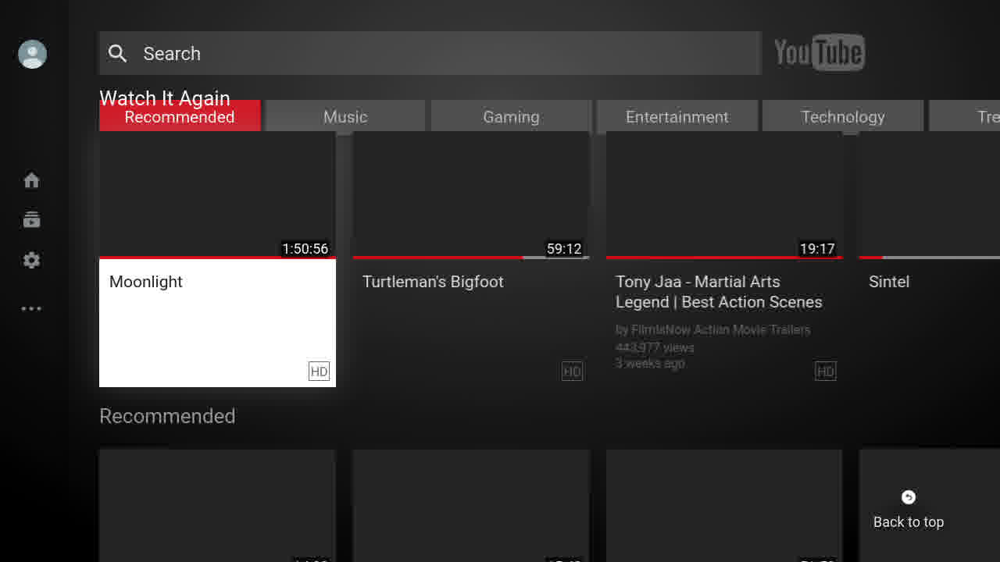 Search
YouTube
Watch It Again
Recommended
Music
Gaming
Entertainment
Technology
Tre
1:50:56
59:12
19:17
Moonlight
Turtleman's Bigfoot
Tony Jaa - Martial Arts
Legend | Best Action Scenes
Sintel
by FilmIsNow Action Movie Trailers
443,977 views
3 weeks ago
HD
HD
HD
Recommended
Back to top